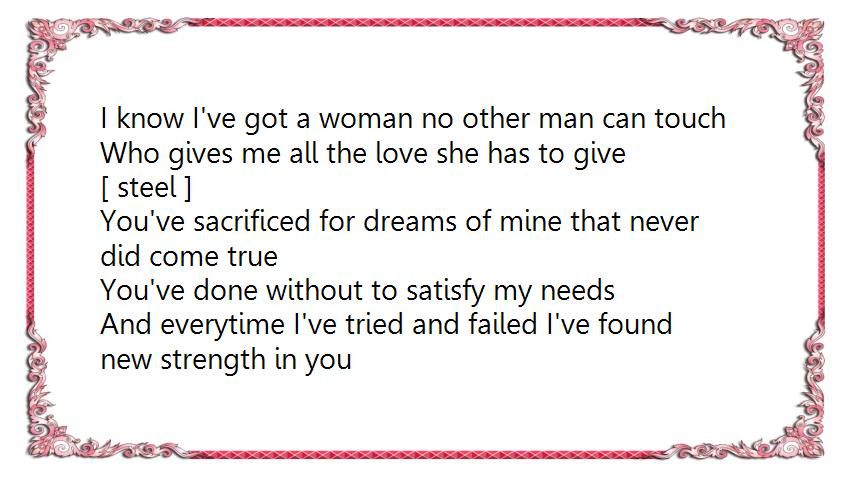 I know I've got a woman no other man can touch
Who gives me all the love she has to give
[ steel ]
You've sacrificed for dreams of mine that never
did come true
You've done without to satisfy my needs
And everytime I've tried and failed I've found
new strength in you